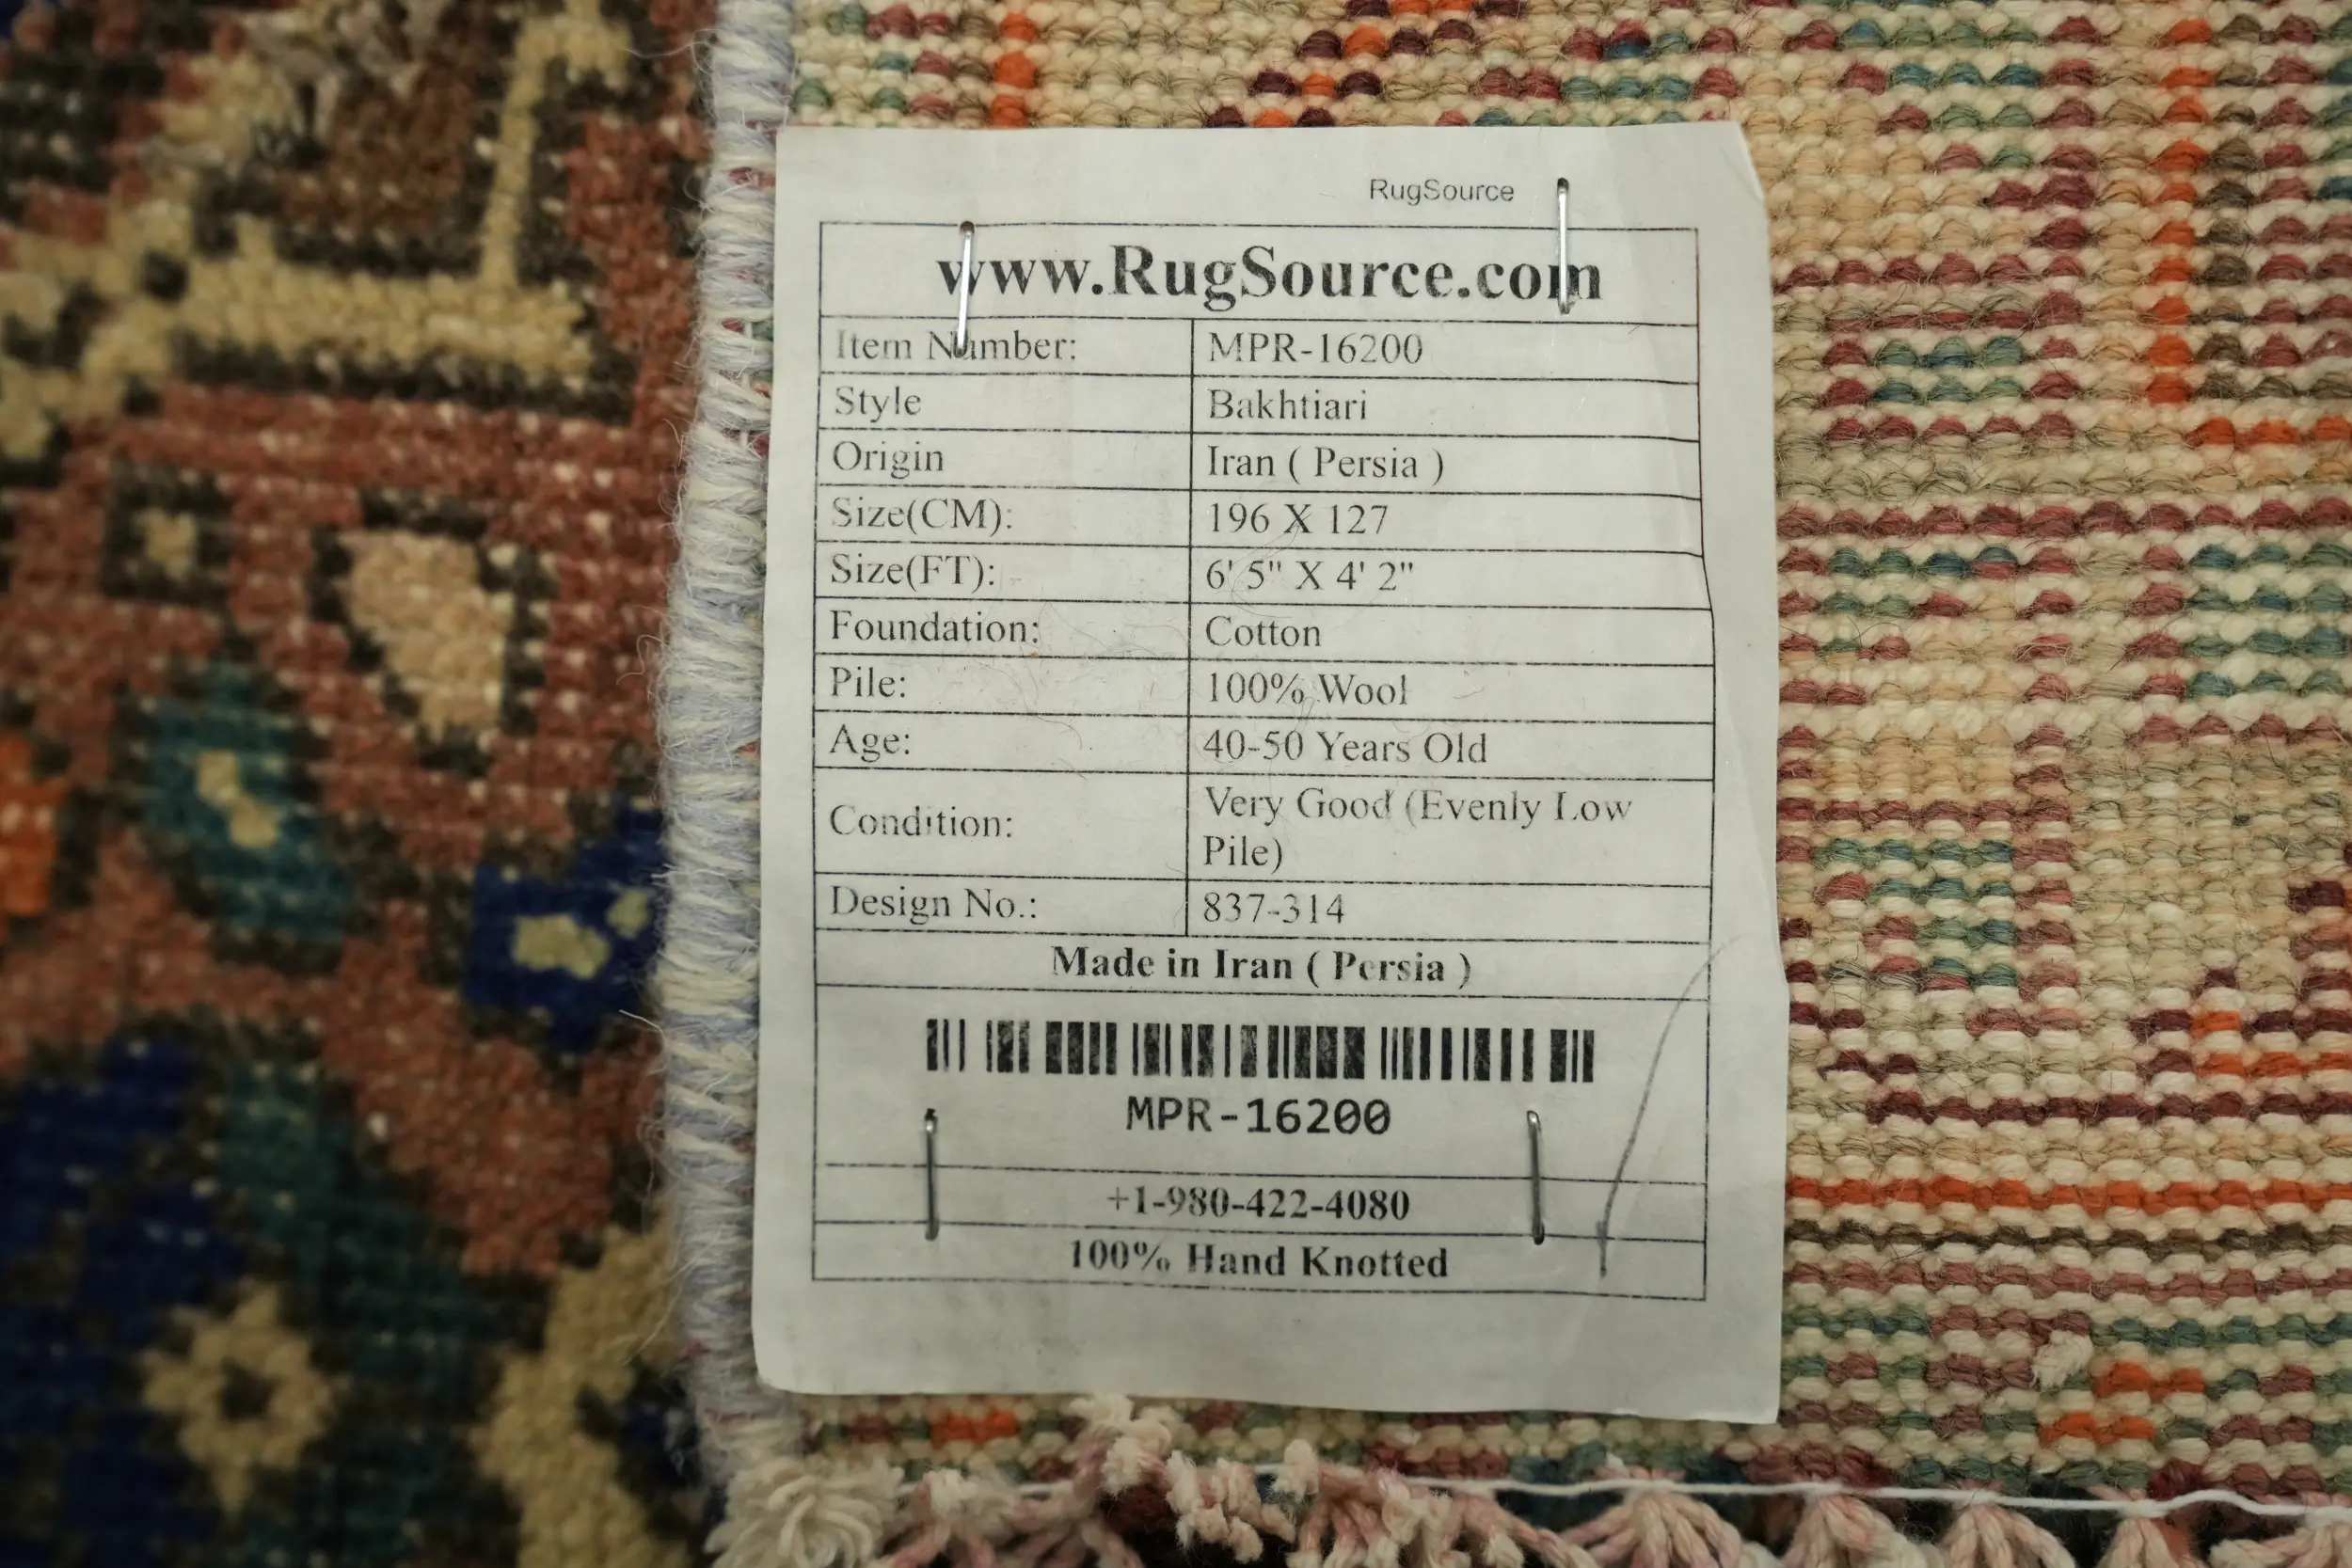 RugSource
www.RugSource.com
Item Number: MPR-16200
Style Bakhtiari
Origin Iran ( Persia )
Size(CM): 196 X 127
Size(FT): 6' 5" X 4' 2"
Foundation: Cotton
Pile: 100% Wool
Age: 40-50 Years Old
Condition: Very Good (Evenly Low
Pile)
Design No.: 837-314
Made in Iran ( Persia )
MPR-16200
+1-980-422-4080
100% Hand Knotted